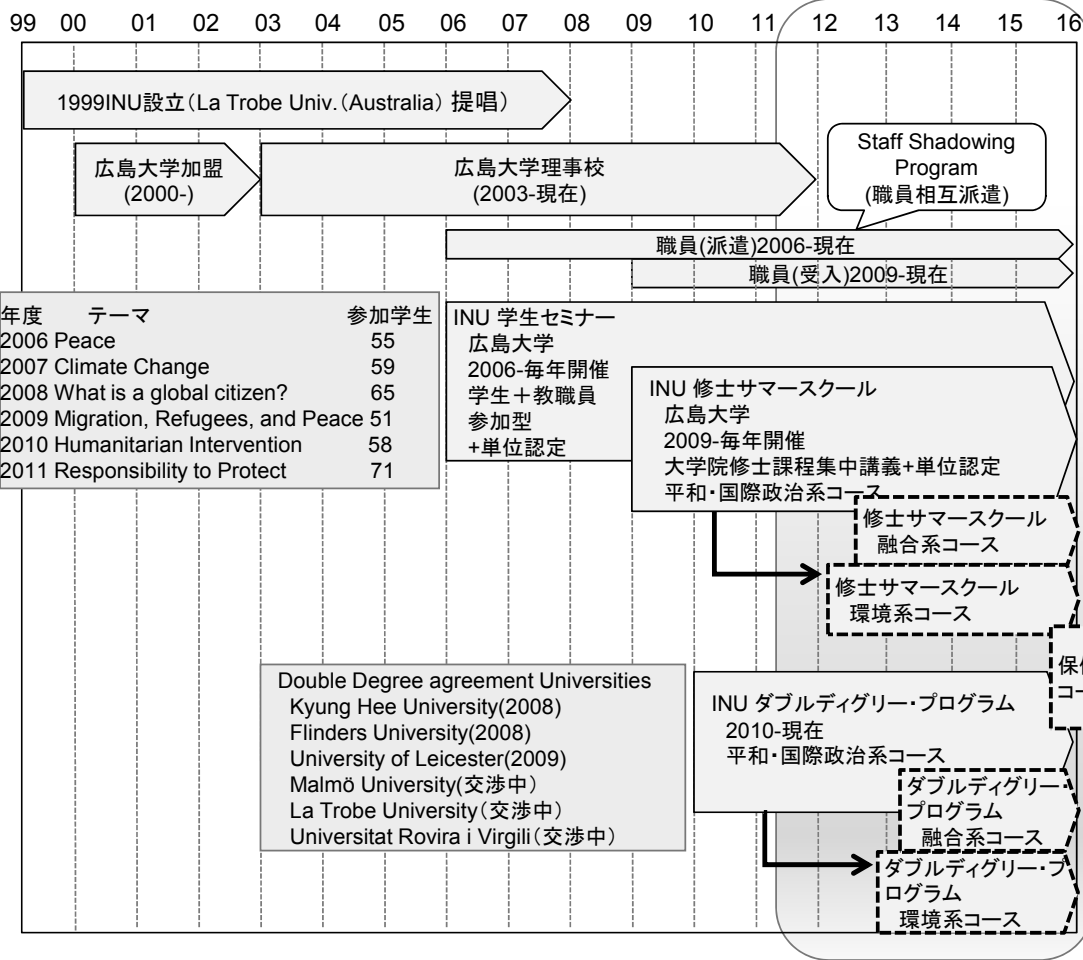 99 00 01 02 03 04 05 06 07 08 09 10 11 12 13 14 15 16
1999INU設立(La Trobe Univ.(Australia) 提唱)
広島大学加盟
(2000-)
広島大学理事校
(2003-現在)
Staff Shadowing
Program
(職員相互派遣)
職員(派遣)2006-現在
職員(受入)2009-現在
年度 テーマ 参加学生
2006 Peace 55
2007 Climate Change 59
2008 What is a global citizen? 65
2009 Migration, Refugees, and Peace 51
2010 Humanitarian Intervention 58
2011 Responsibility to Protect 71
INU 学生セミナー
広島大学
2006-毎年開催
学生+教職員
参加型
+単位認定
INU 修士サマースクール
広島大学
2009-毎年開催
大学院修士課程集中講義+単位認定
平和・国際政治系コース
修士サマースクール
融合系コース
修士サマースクール
環境系コース
保
コー
Double Degree agreement Universities
Kyung Hee University(2008)
Flinders University(2008)
University of Leicester(2009)
Malmö University(交渉中)
La Trobe University(交渉中)
Universitat Rovira i Virgili(交渉中)
INU ダブルディグリー・プログラム
2010-現在
平和・国際政治系コース
ダブルディグリー・
プログラム
融合系コース
ダブルディグリー・プ
ログラム
環境系コース